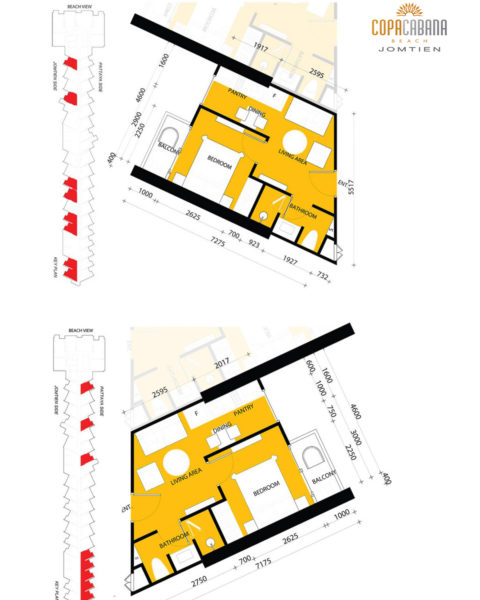 COPACABANA
BEACH
JOMTIEN
BEACH VIEW
JOMTIEN SIDE
PATTAYA SIDE
KEY PLAN
BEDROOM
1917
2595
1600
4600
2900
2250
400
PANTRY
F
DINING
LIVING AREA
BALCONY
BEDROOM
ENT
5517
BATHROOM
1000
2625
700
923
7275
1927
732
BEACH VIEW
JOMTIEN SIDE
PATTAYA SIDE
KEY PLAN
2595
2017
600
1000
1600
750
4600
3000
2250
400
F
PANTRY
DINING
LIVING AREA
BEDROOM
BALCONY
ENT
BATHROOM
1000
2625
700
2750
7175